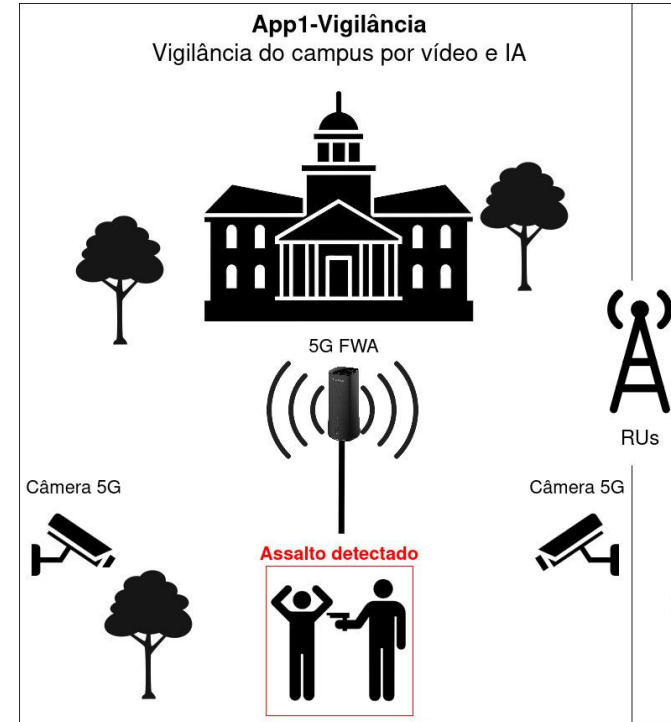 App1-Vigilância
Vigilância do campus por vídeo e IA
5G FWA
RUs
Câmera 5G
Câmera 5G
Assalto detectado